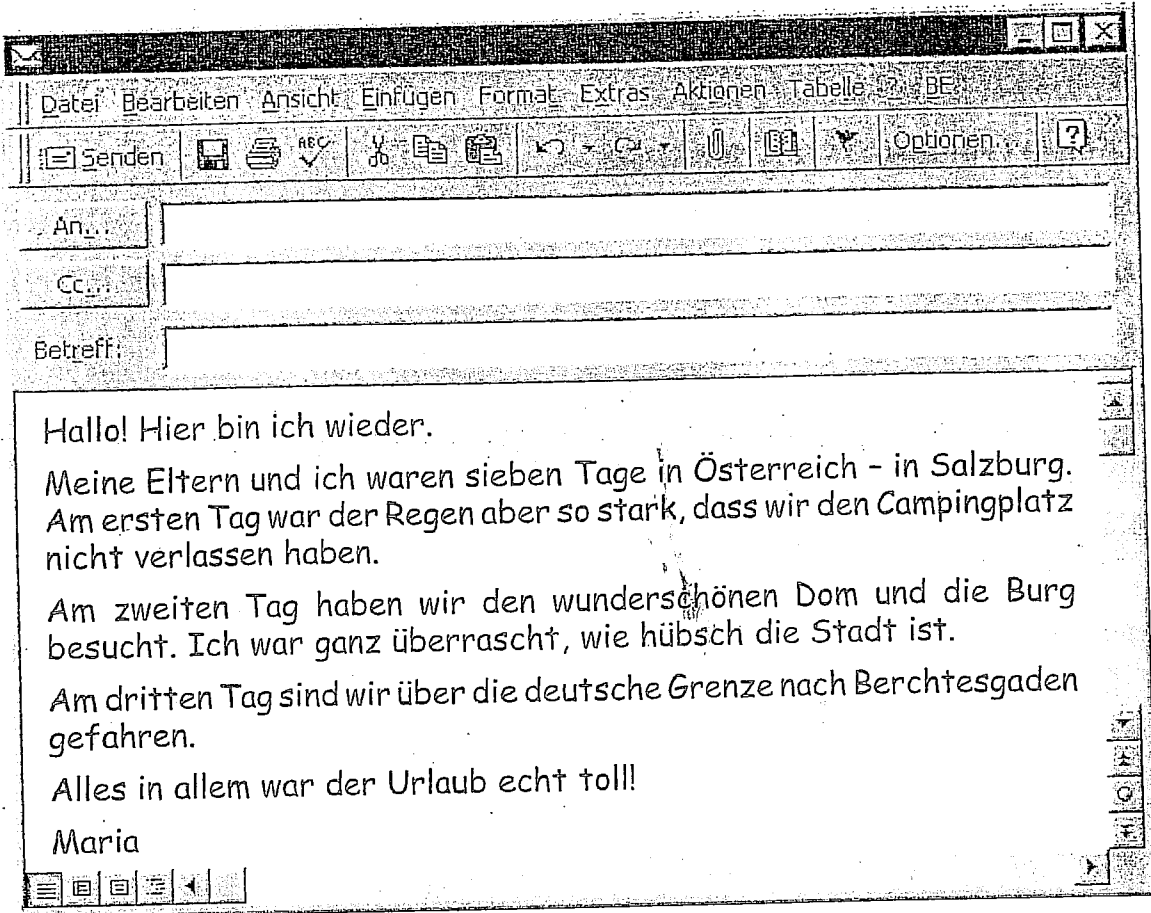 Datei Bearbeiten Ansicht Einfügen Format Extras Aktionen Tabelle ? BE
Senden ABC Optionen...
An...
Cc...
Betreff:
Hallo! Hier bin ich wieder.
Meine Eltern und ich waren sieben Tage in Österreich - in Salzburg.
Am ersten Tag war der Regen aber so stark, dass wir den Campingplatz
nicht verlassen haben.
Am zweiten Tag haben wir den wunderschönen Dom und die Burg
besucht. Ich war ganz überrascht, wie hübsch die Stadt ist.
Am dritten Tag sind wir über die deutsche Grenze nach Berchtesgaden
gefahren.
Alles in allem war der Urlaub echt toll!
Maria